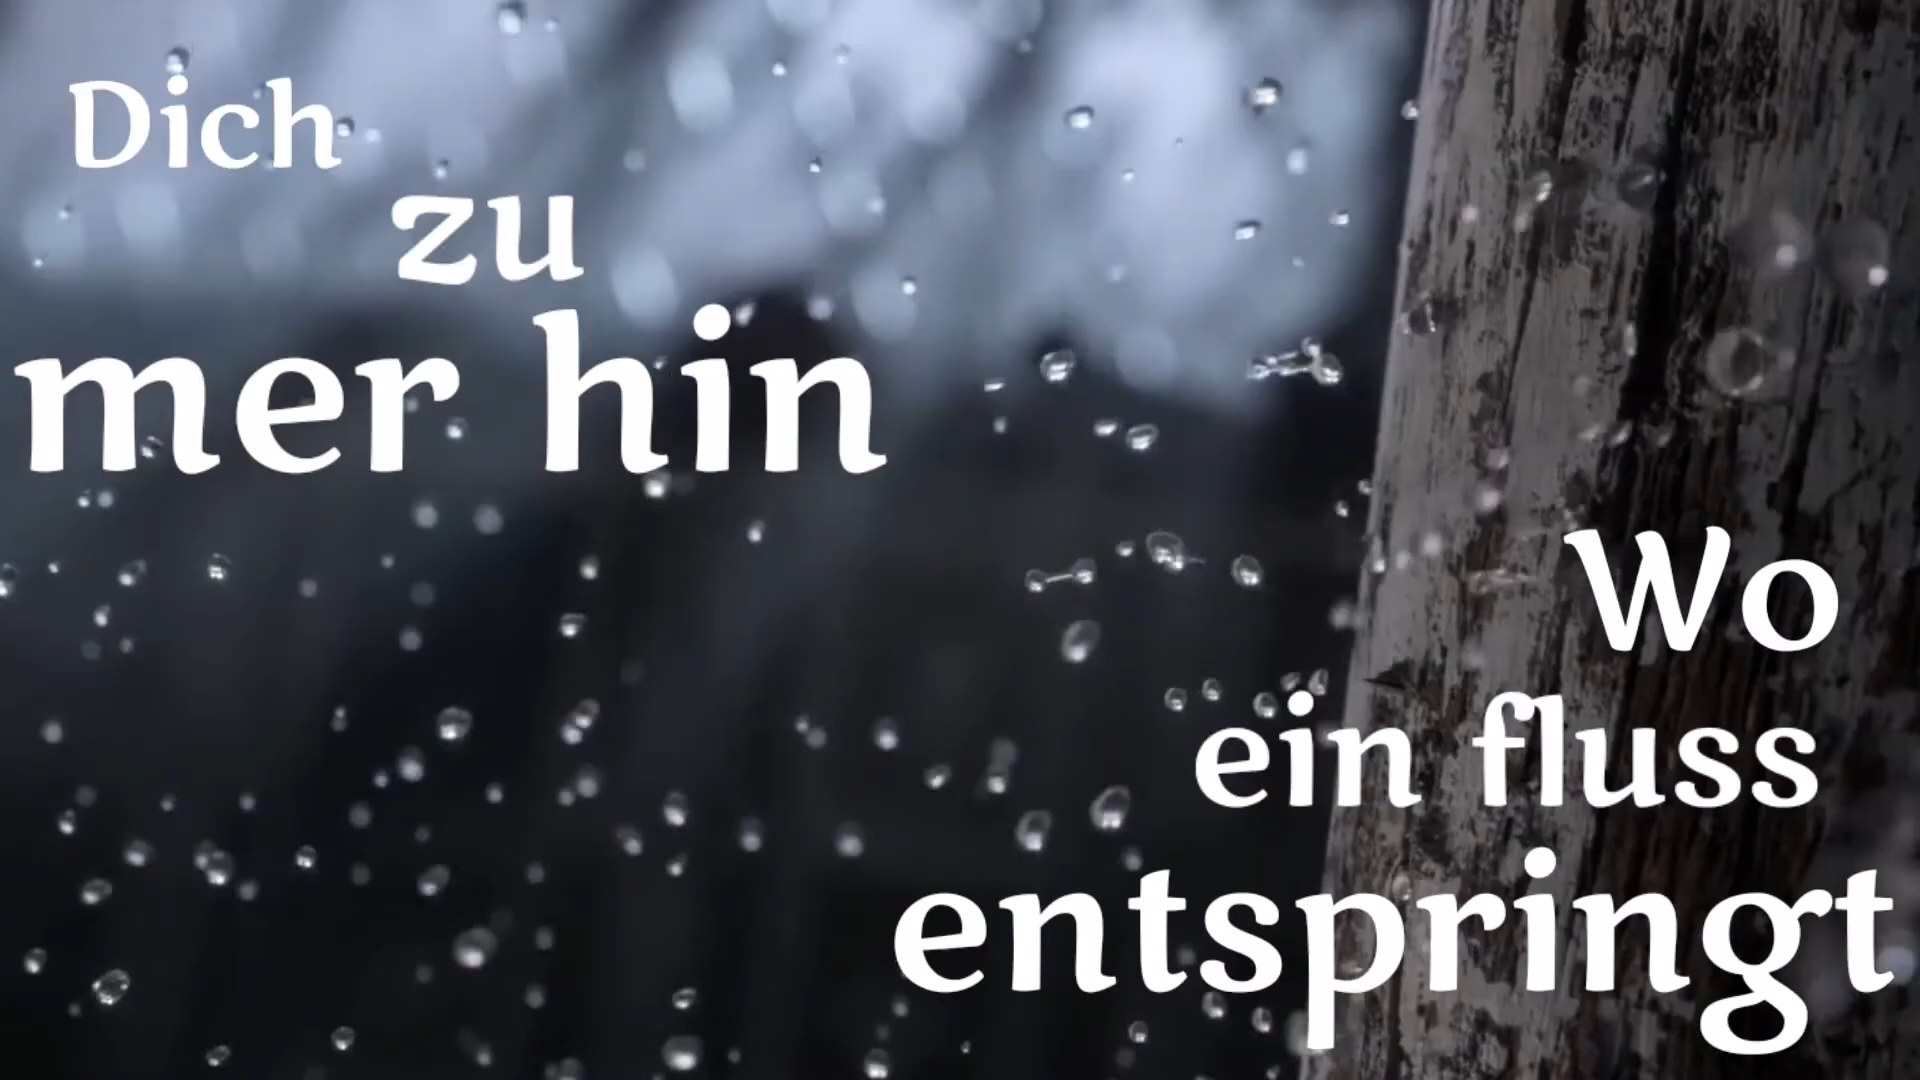 Dich
zu
mer hin
Wo
ein fluss
entspringt